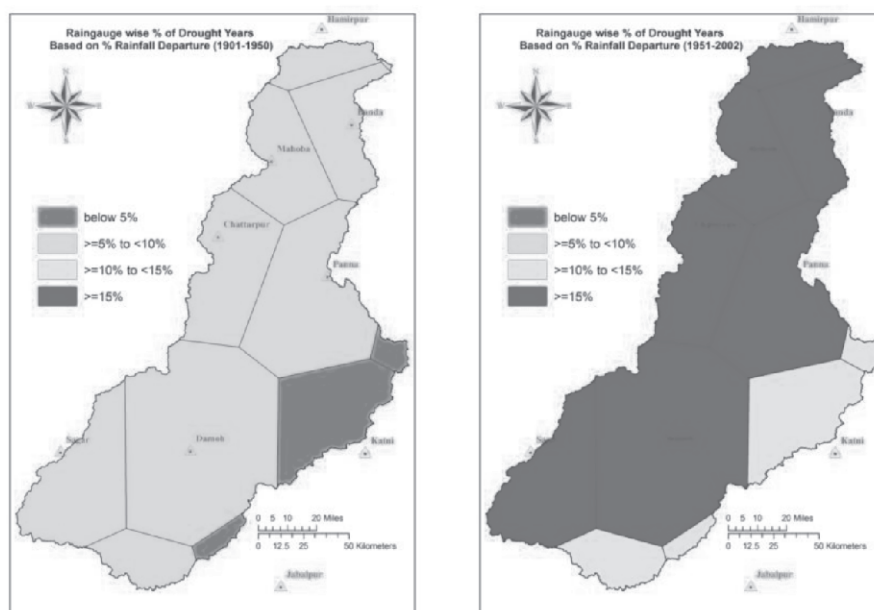 Hamirpur
Raingauge wise % of Drought Years
Based on % Rainfall Departure (1901-1950)
N
W
E
S
Banda
Mahoba
below 5%
>=5% to <10%
>=10% to <15%
>=15%
Chattarpur
Panna
Sagar
Damoh
Katni
0 5 10 20 Miles
0 12.5 25 50 Kilometers
Jabalpur
Hamirpur
Raingauge wise % of Drought Years
Based on % Rainfall Departure (1951-2002)
N
W
E
S
below 5%
>=5% to <10%
>=10% to <15%
>=15%
Panna
Katni
0 5 10 20 Miles
0 12.5 25 50 Kilometers
Jabalpur